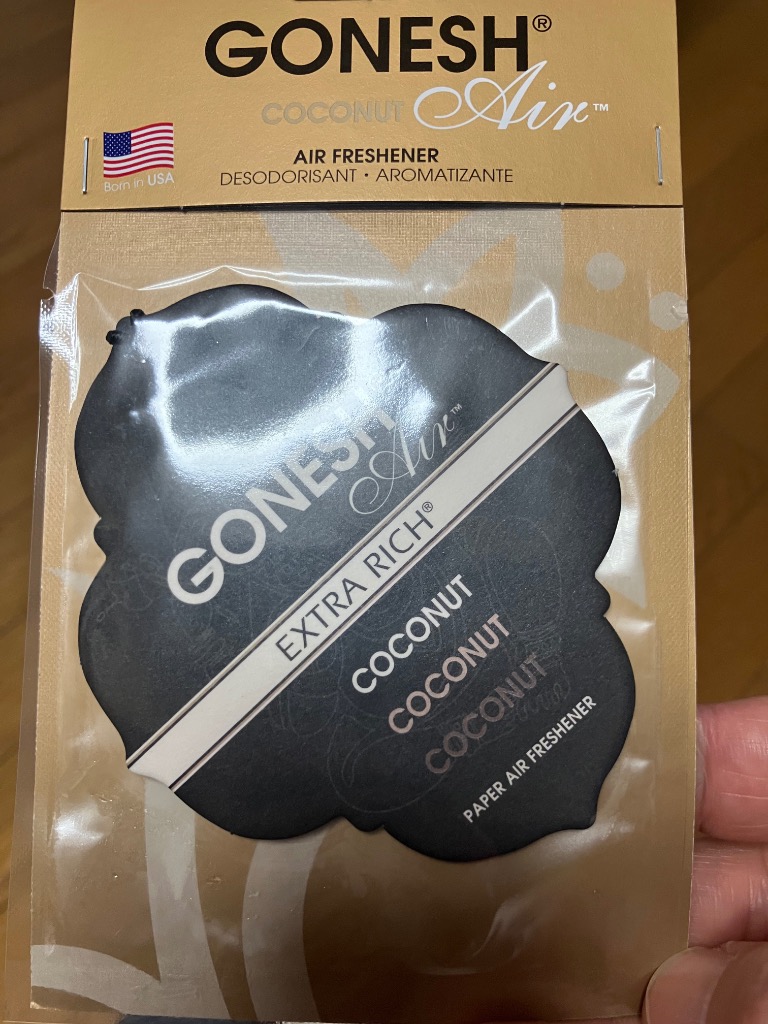 GONESH®
COCONUT Air™
Born in USA
AIR FRESHENER
DESODORISANT • AROMATIZANTE
GONESH
Air™
EXTRA RICH®
COCONUT
COCONUT
COCONUT
PAPER AIR FRESHENER